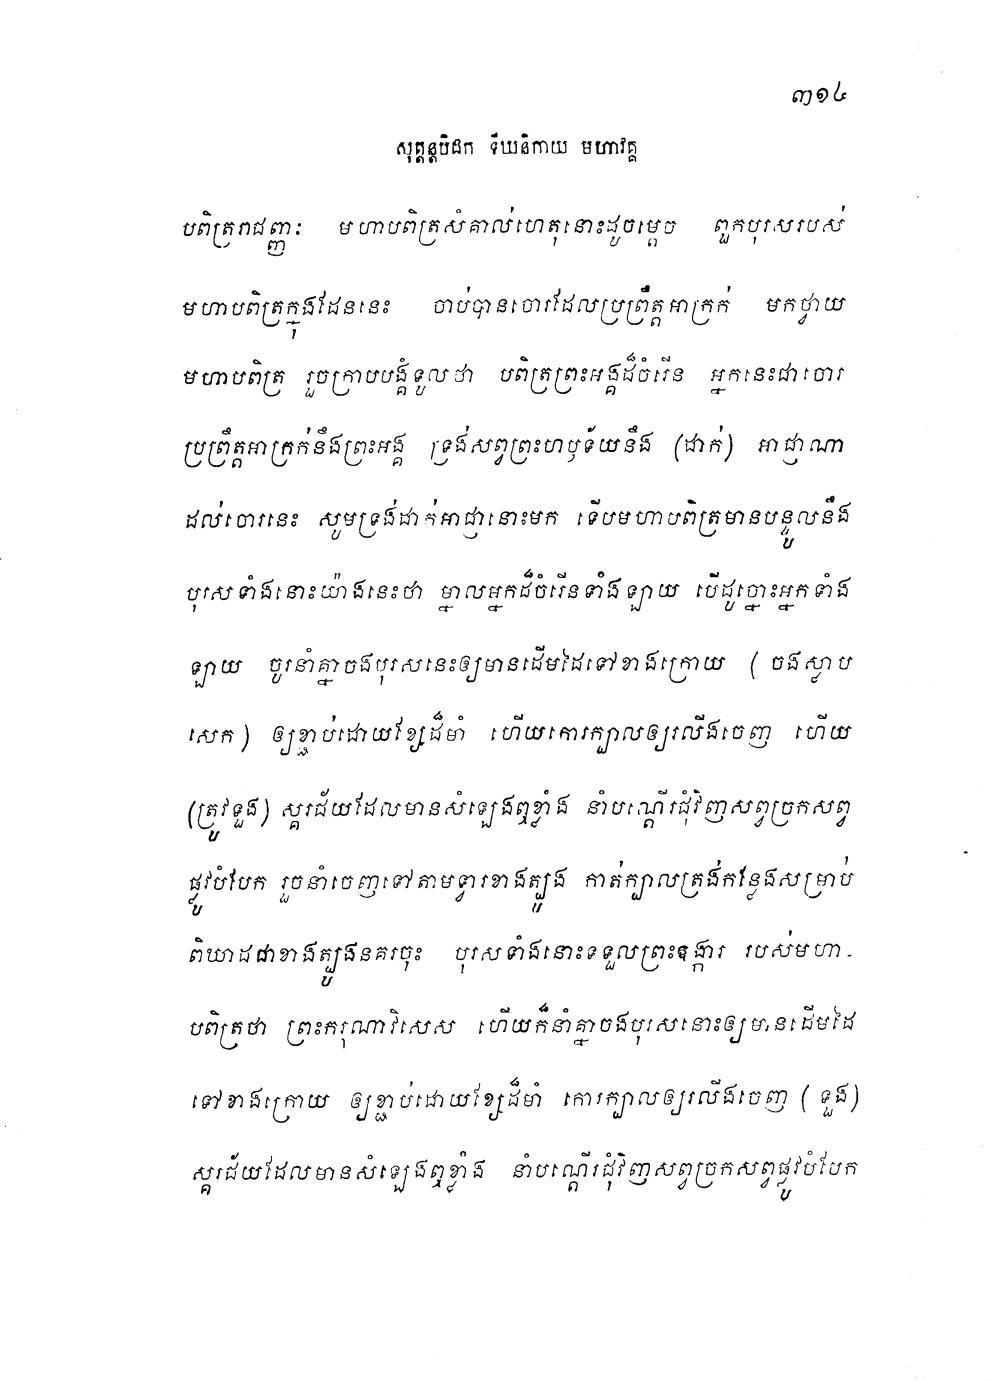 ៣១៤
សុត្តន្តបិដក ទីឃនិកាយ មហាវគ្គ
បពិត្ររាជញ្ញៈ មហាបពិត្រសំគាល់ហេតុនោះដូចម្តេច ពួកបុរសរបស់
មហាបពិត្រក្នុងដែននេះ ចាប់បានចោរដែលប្រព្រឹត្តអាក្រក់ មកថ្វាយ
មហាបពិត្រ រួចក្រាបបង្គំទូលថា បពិត្រព្រះអង្គដ៏ចំរើន អ្នកនេះជាចោរ
ប្រព្រឹត្តអាក្រក់នឹងព្រះអង្គ ទ្រង់សព្វព្រះហឫទ័យនឹង (ដាក់) អាជ្ញាណា
ដល់ចោរនេះ សូមទ្រង់ដាក់អាជ្ញានោះមក ទើបមហាបពិត្រមានបន្ទូលនឹង
បុរសទាំងនោះយ៉ាងនេះថា ម្នាលអ្នកដ៏ចំរើនទាំងឡាយ បើដូច្នោះអ្នកទាំង
ឡាយ ចូរនាំគ្នាចងបុរសនេះឲ្យមានដើមដៃទៅខាងក្រោយ ( ចងស្លាប
សេក ) ឲ្យខ្ជាប់ដោយខ្សែដ៏មាំ ហើយកោរក្បាលឲ្យរលីងចេញ ហើយ
(ត្រូវទួង) ស្គរជ័យដែលមានសំឡេងឮខ្លាំង នាំបណ្តើរជុំវិញសព្វច្រកសព្វ
ផ្លូវបំបែក រួចនាំចេញទៅតាមទ្វារខាងត្បូង កាត់ក្បាលត្រង់កន្លែងសម្រាប់
ពិឃាដជាខាងត្បូងនគរចុះ បុរសទាំងនោះទទួលព្រះឧង្ការ របស់មហា-
បពិត្រថា ព្រះករុណាវិសេស ហើយក៏នាំគ្នាចងបុរសនោះឲ្យមានដើមដៃ
ទៅខាងក្រោយ ឲ្យខ្ជាប់ដោយខ្សែដ៏មាំ កោរក្បាលឲ្យរលីងចេញ ( ទួង)
ស្គរជ័យដែលមានសំឡេងឮខ្លាំង នាំបណ្តើរជុំវិញសព្វច្រកសព្វផ្លូវបំបែក